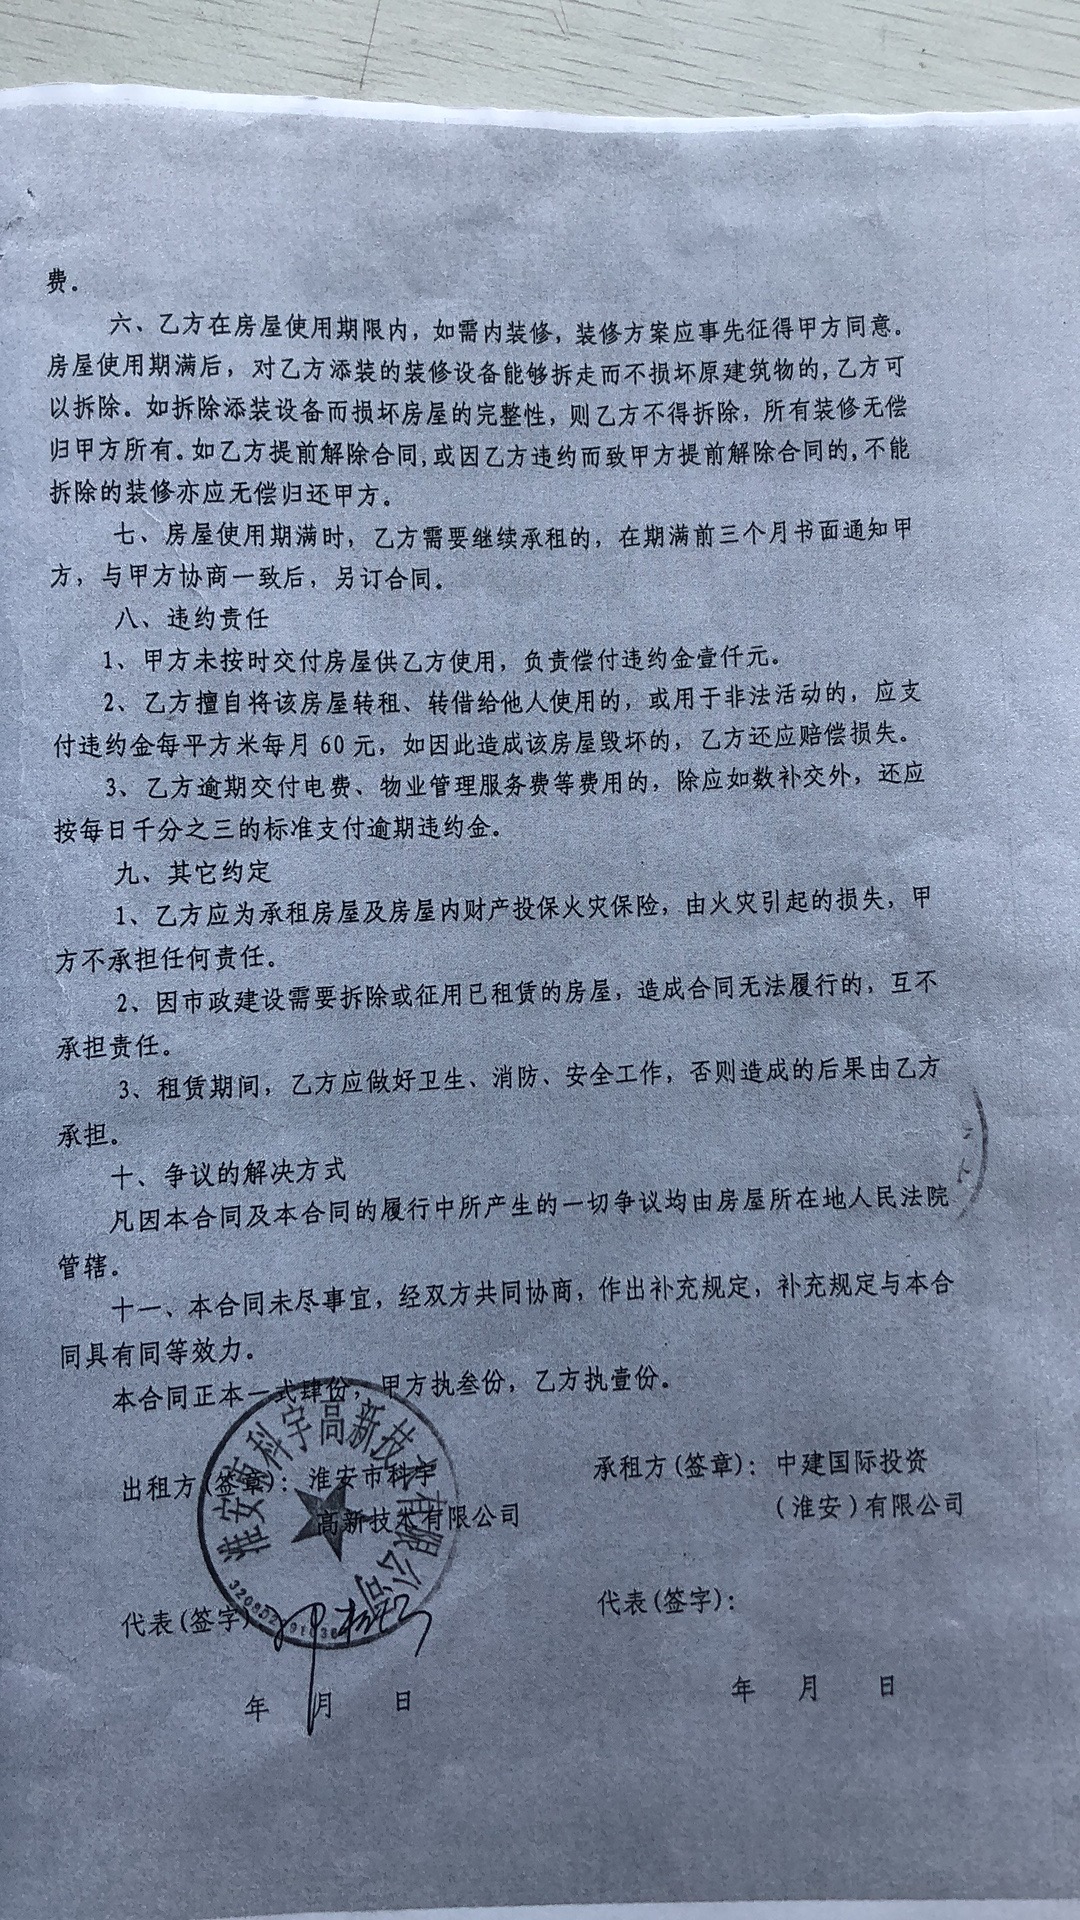 费。
六、乙方在房屋使用期限内，如需内装修，装修方案应事先征得甲方同意。
房屋使用期满后，对乙方添装的装修设备能够拆走而不损坏原建筑物的，乙方可
以拆除。如拆除添装设备而损坏房屋的完整性，则乙方不得拆除，所有装修无偿
归甲方所有。如乙方提前解除合同，或因乙方违约而致甲方提前解除合同的，不能
拆除的装修亦应无偿归还甲方。
七、房屋使用期满时，乙方需要继续承租的，在期满前三个月书面通知甲
方，与甲方协商一致后，另订合同。
八、违约责任
1、甲方未按时交付房屋供乙方使用，负责偿付违约金壹仟元。
2、乙方擅自将该房屋转租、转借给他人使用的，或用于非法活动的，应支
付违约金每平方米每月60元，如因此造成该房屋毁坏的，乙方还应赔偿损失。
3、乙方逾期交付电费、物业管理服务费等费用的，除应如数补交外，还应
按每日千分之三的标准支付逾期违约金。
九、其它约定
1、乙方应为承租房屋及房屋内财产投保火灾保险，由火灾引起的损失，甲
方不承担任何责任。
2、因市政建设需要拆除或征用已租赁的房屋，造成合同无法履行的，互不
承担责任。
3、租赁期间，乙方应做好卫生、消防、安全工作，否则造成的后果由乙方
承担。
十、争议的解决方式
凡因本合同及本合同的履行中所产生的一切争议均由房屋所在地人民法院
管辖。
十一、本合同未尽事宜，经双方共同协商，作出补充规定，补充规定与本合
同具有同等效力。
本合同正本一式肆份，甲方执叁份，乙方执壹份。
淮安市科宇高新技术有限公司
出租方(签章)：淮安市科宇
高新技术有限公司
承租方(签章)：中建国际投资
（淮安）有限公司
代表(签字)
代表(签字)：
年 月 日
年 月 日